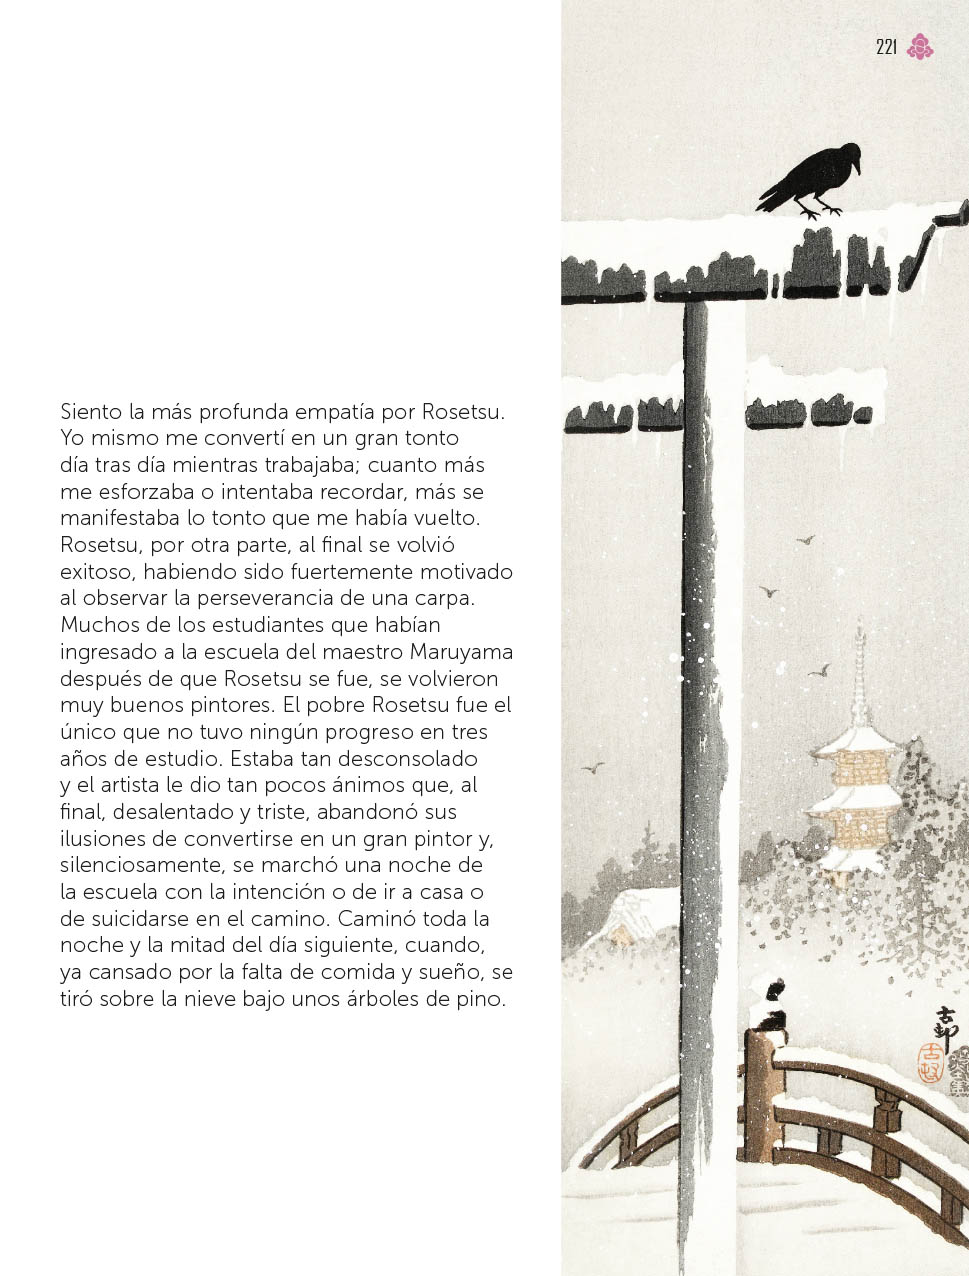 221
Siento la más profunda empatía por Rosetsu.
Yo mismo me convertí en un gran tonto
día tras día mientras trabajaba; cuanto más
me esforzaba o intentaba recordar, más se
manifestaba lo tonto que me había vuelto.
Rosetsu, por otra parte, al final se volvió
exitoso, habiendo sido fuertemente motivado
al observar la perseverancia de una carpa.
Muchos de los estudiantes que habían
ingresado a la escuela del maestro Maruyama
después de que Rosetsu se fue, se volvieron
muy buenos pintores. El pobre Rosetsu fue el
único que no tuvo ningún progreso en tres
años de estudio. Estaba tan desconsolado
y el artista le dio tan pocos ánimos que, al
final, desalentado y triste, abandonó sus
ilusiones de convertirse en un gran pintor y,
silenciosamente, se marchó una noche de
la escuela con la intención o de ir a casa o
de suicidarse en el camino. Caminó toda la
noche y la mitad del día siguiente, cuando,
ya cansado por la falta de comida y sueño, se
tiró sobre la nieve bajo unos árboles de pino.